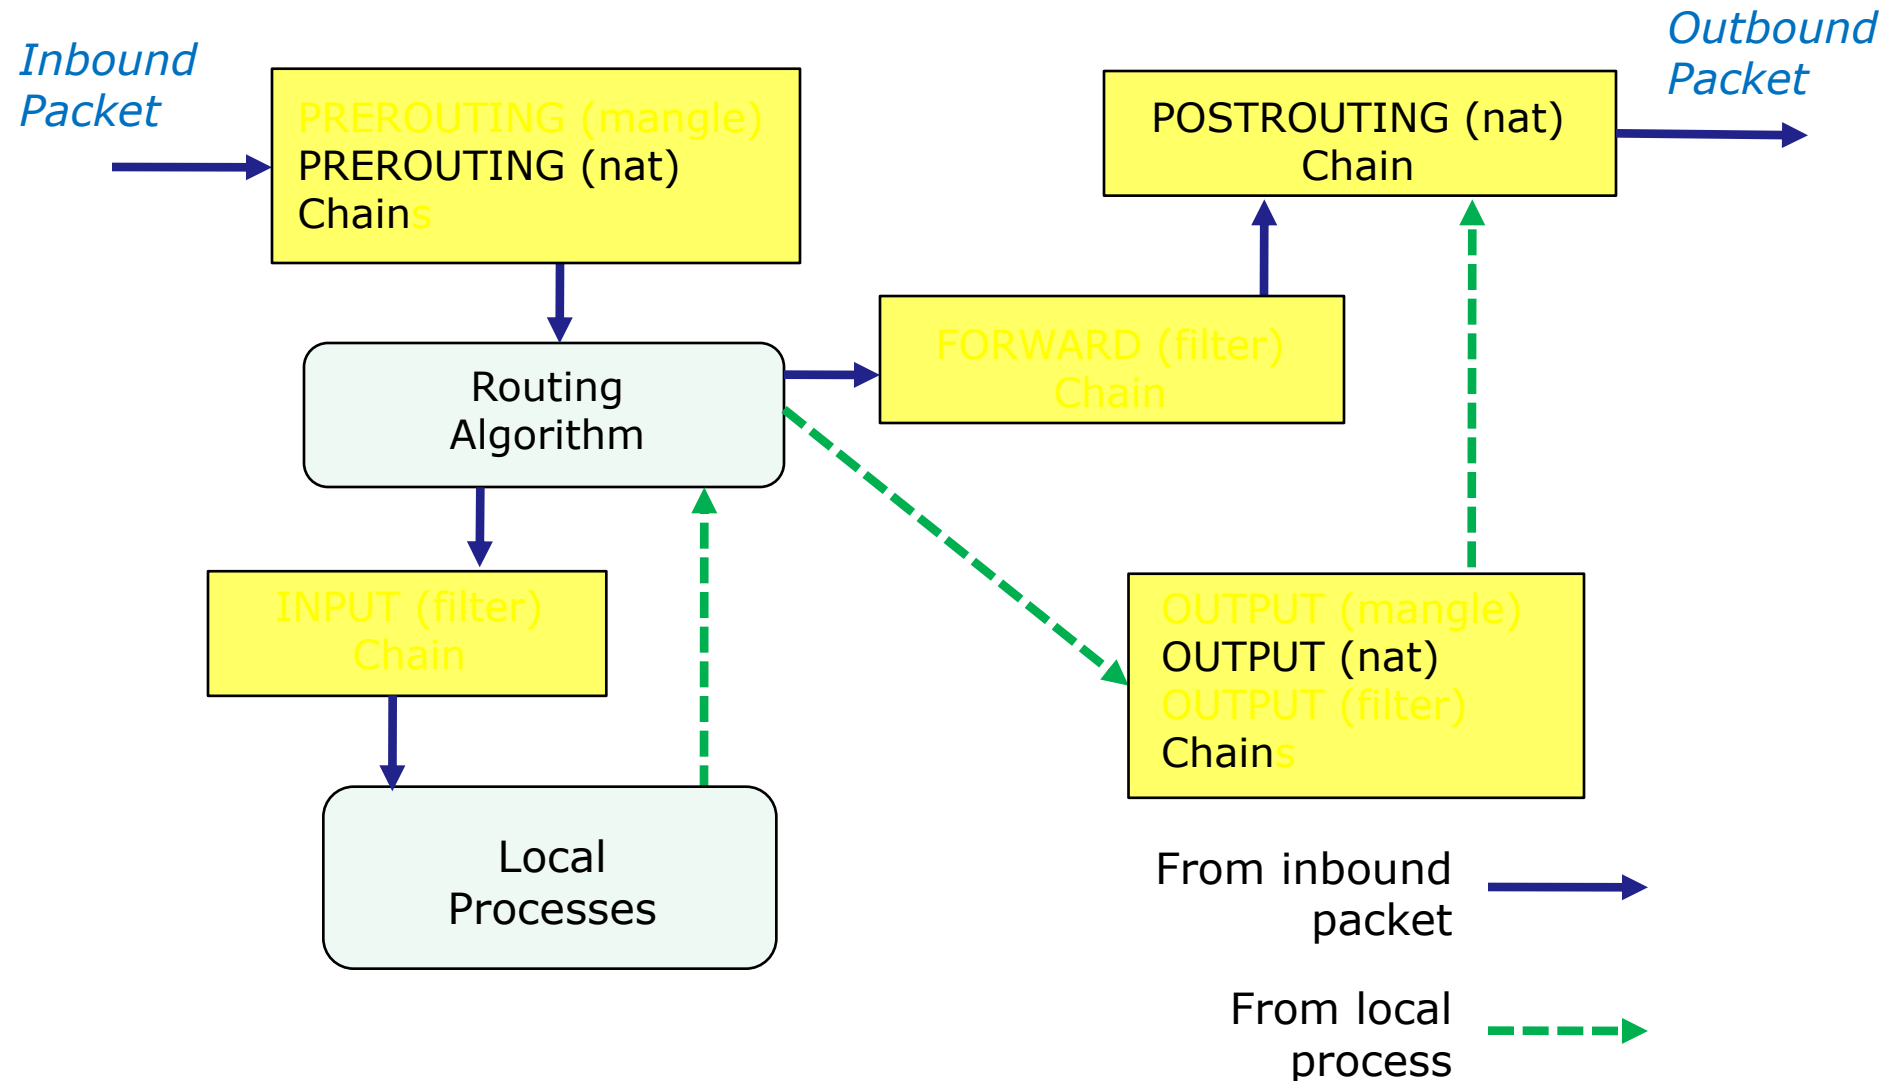 Inbound
Packet
PREROUTING (mangle)
PREROUTING (nat)
Chains
Outbound
Packet
POSTROUTING (nat)
Chain
FORWARD (filter)
Chain
Routing
Algorithm
INPUT (filter)
Chain
OUTPUT (mangle)
OUTPUT (nat)
OUTPUT (filter)
Chains
Local
Processes
From inbound
packet
From local
process